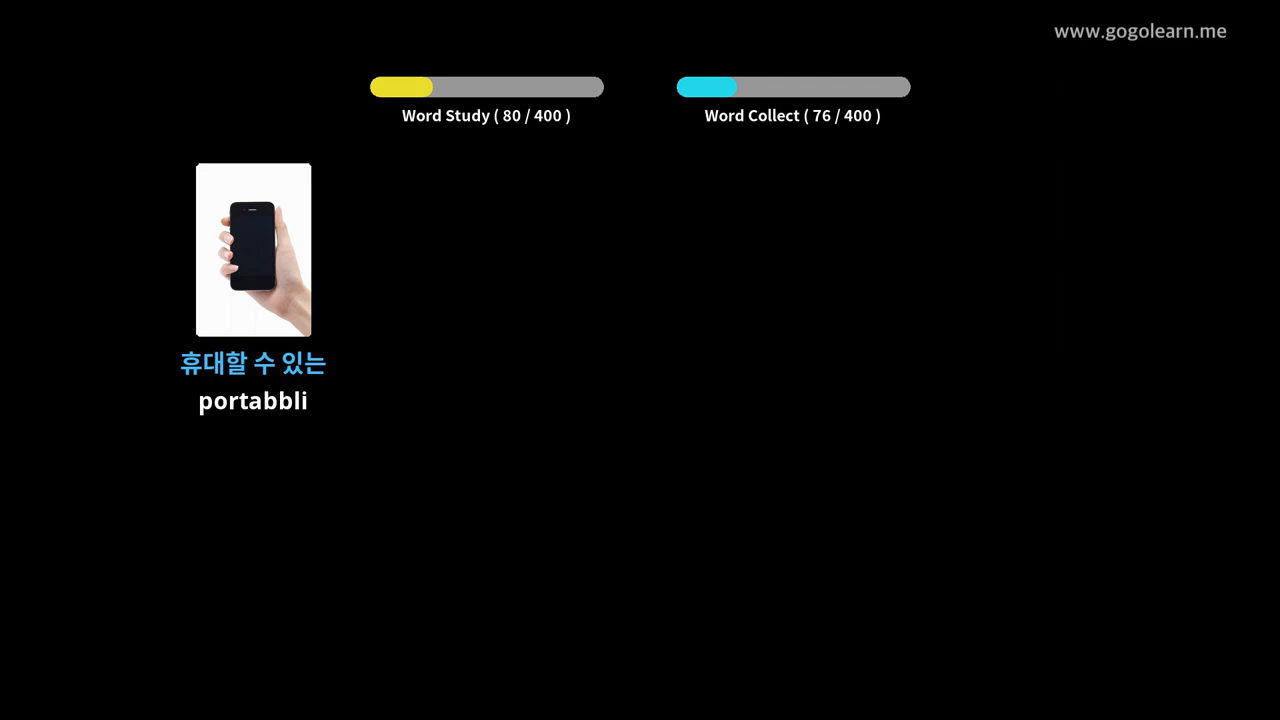 www.gogolearn.me
Word Study ( 80 / 400 )
Word Collect ( 76 / 400 )
휴대할 수 있는
portabbli